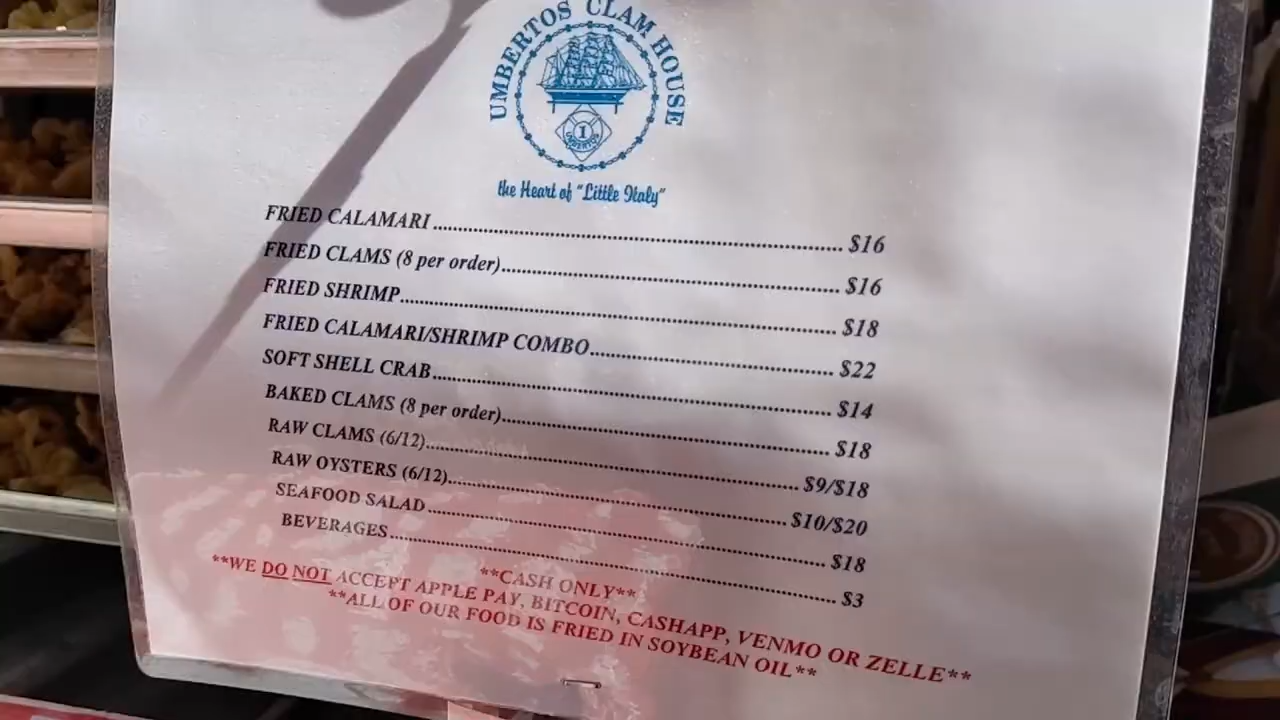 UMBERTOS CLAM HOUSE
I
UMBERTOS
the Heart of "Little Italy"
FRIED CALAMARI........ $16
FRIED CLAMS (8 per order)........ $16
FRIED SHRIMP........ $18
FRIED CALAMARI/SHRIMP COMBO........ $22
SOFT SHELL CRAB........ $14
BAKED CLAMS (8 per order)........ $18
RAW CLAMS (6/12)........ $9/$18
RAW OYSTERS (6/12)........ $10/$20
SEAFOOD SALAD........ $18
BEVERAGES........ $3
**CASH ONLY**
**WE DO NOT ACCEPT APPLE PAY, BITCOIN, CASHAPP, VENMO OR ZELLE**
**ALL OF OUR FOOD IS FRIED IN SOYBEAN OIL**